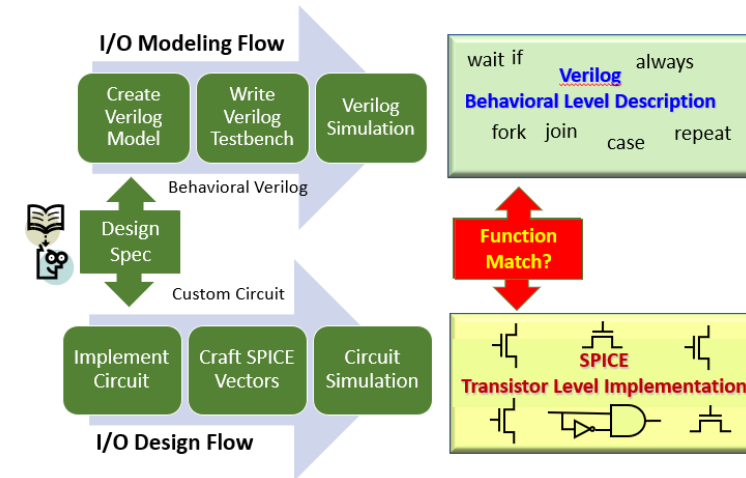 I/O Modeling Flow
Create
Verilog
Model
Write
Verilog
Testbench
Verilog
Simulation
Behavioral Verilog
Design
Spec
Custom Circuit
Implement
Circuit
Craft SPICE
Vectors
Circuit
Simulation
I/O Design Flow
wait if
always
Verilog
Behavioral Level Description
fork join
case
repeat
Function
Match?
SPICE
Transistor Level Implementation